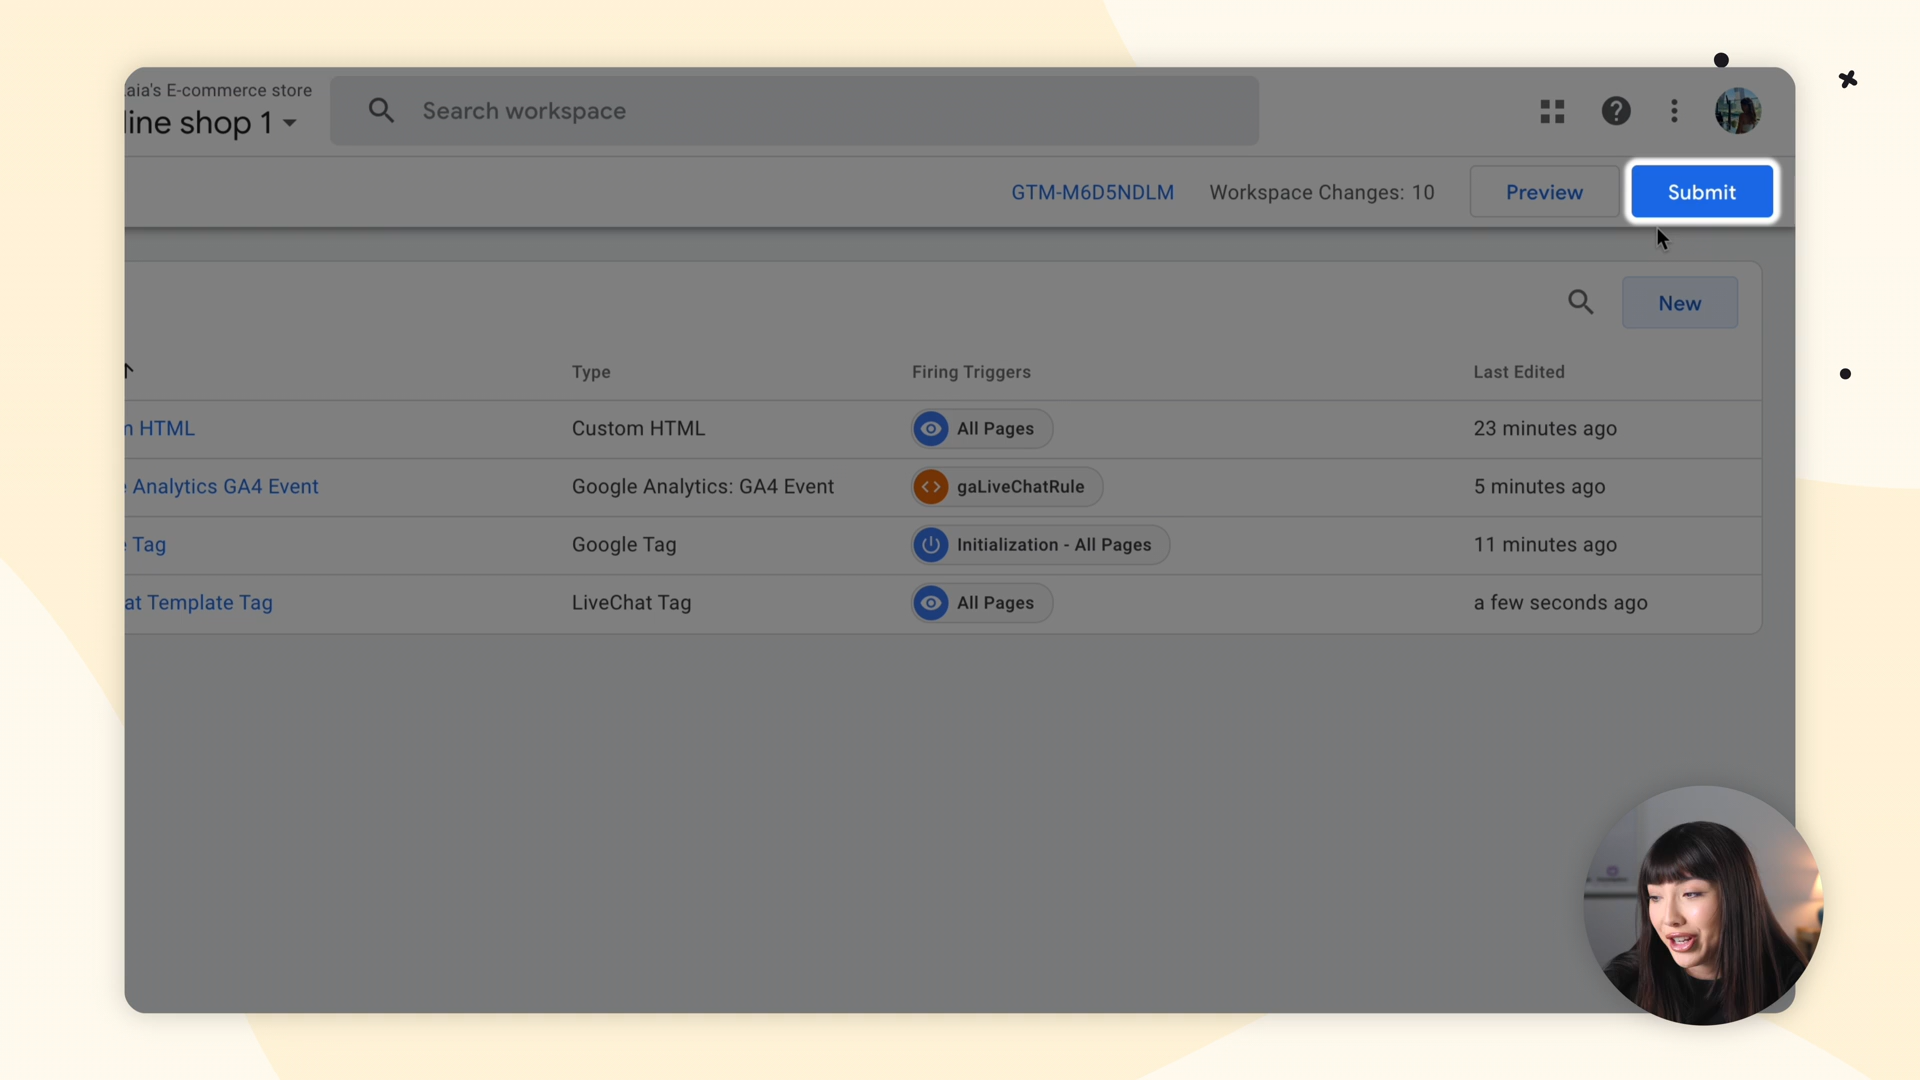 aia's E-commerce store
line shop 1
Search workspace
GTM-M6D5NDLM
Workspace Changes: 10
Preview
Submit
New
Type
Firing Triggers
Last Edited
HTML
Custom HTML
All Pages
23 minutes ago
Analytics GA4 Event
Google Analytics: GA4 Event
gaLiveChatRule
5 minutes ago
Tag
Google Tag
Initialization - All Pages
11 minutes ago
at Template Tag
LiveChat Tag
All Pages
a few seconds ago